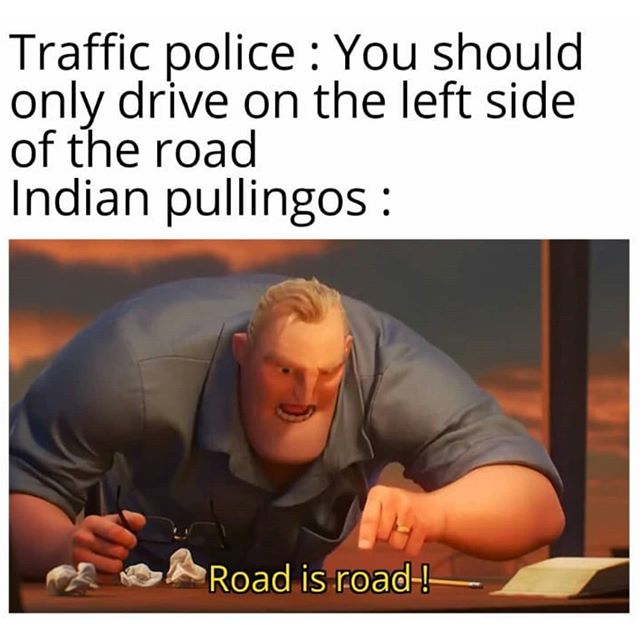 Traffic police : You should
only drive on the left side
of the road
Indian pullingos :
Road is road !